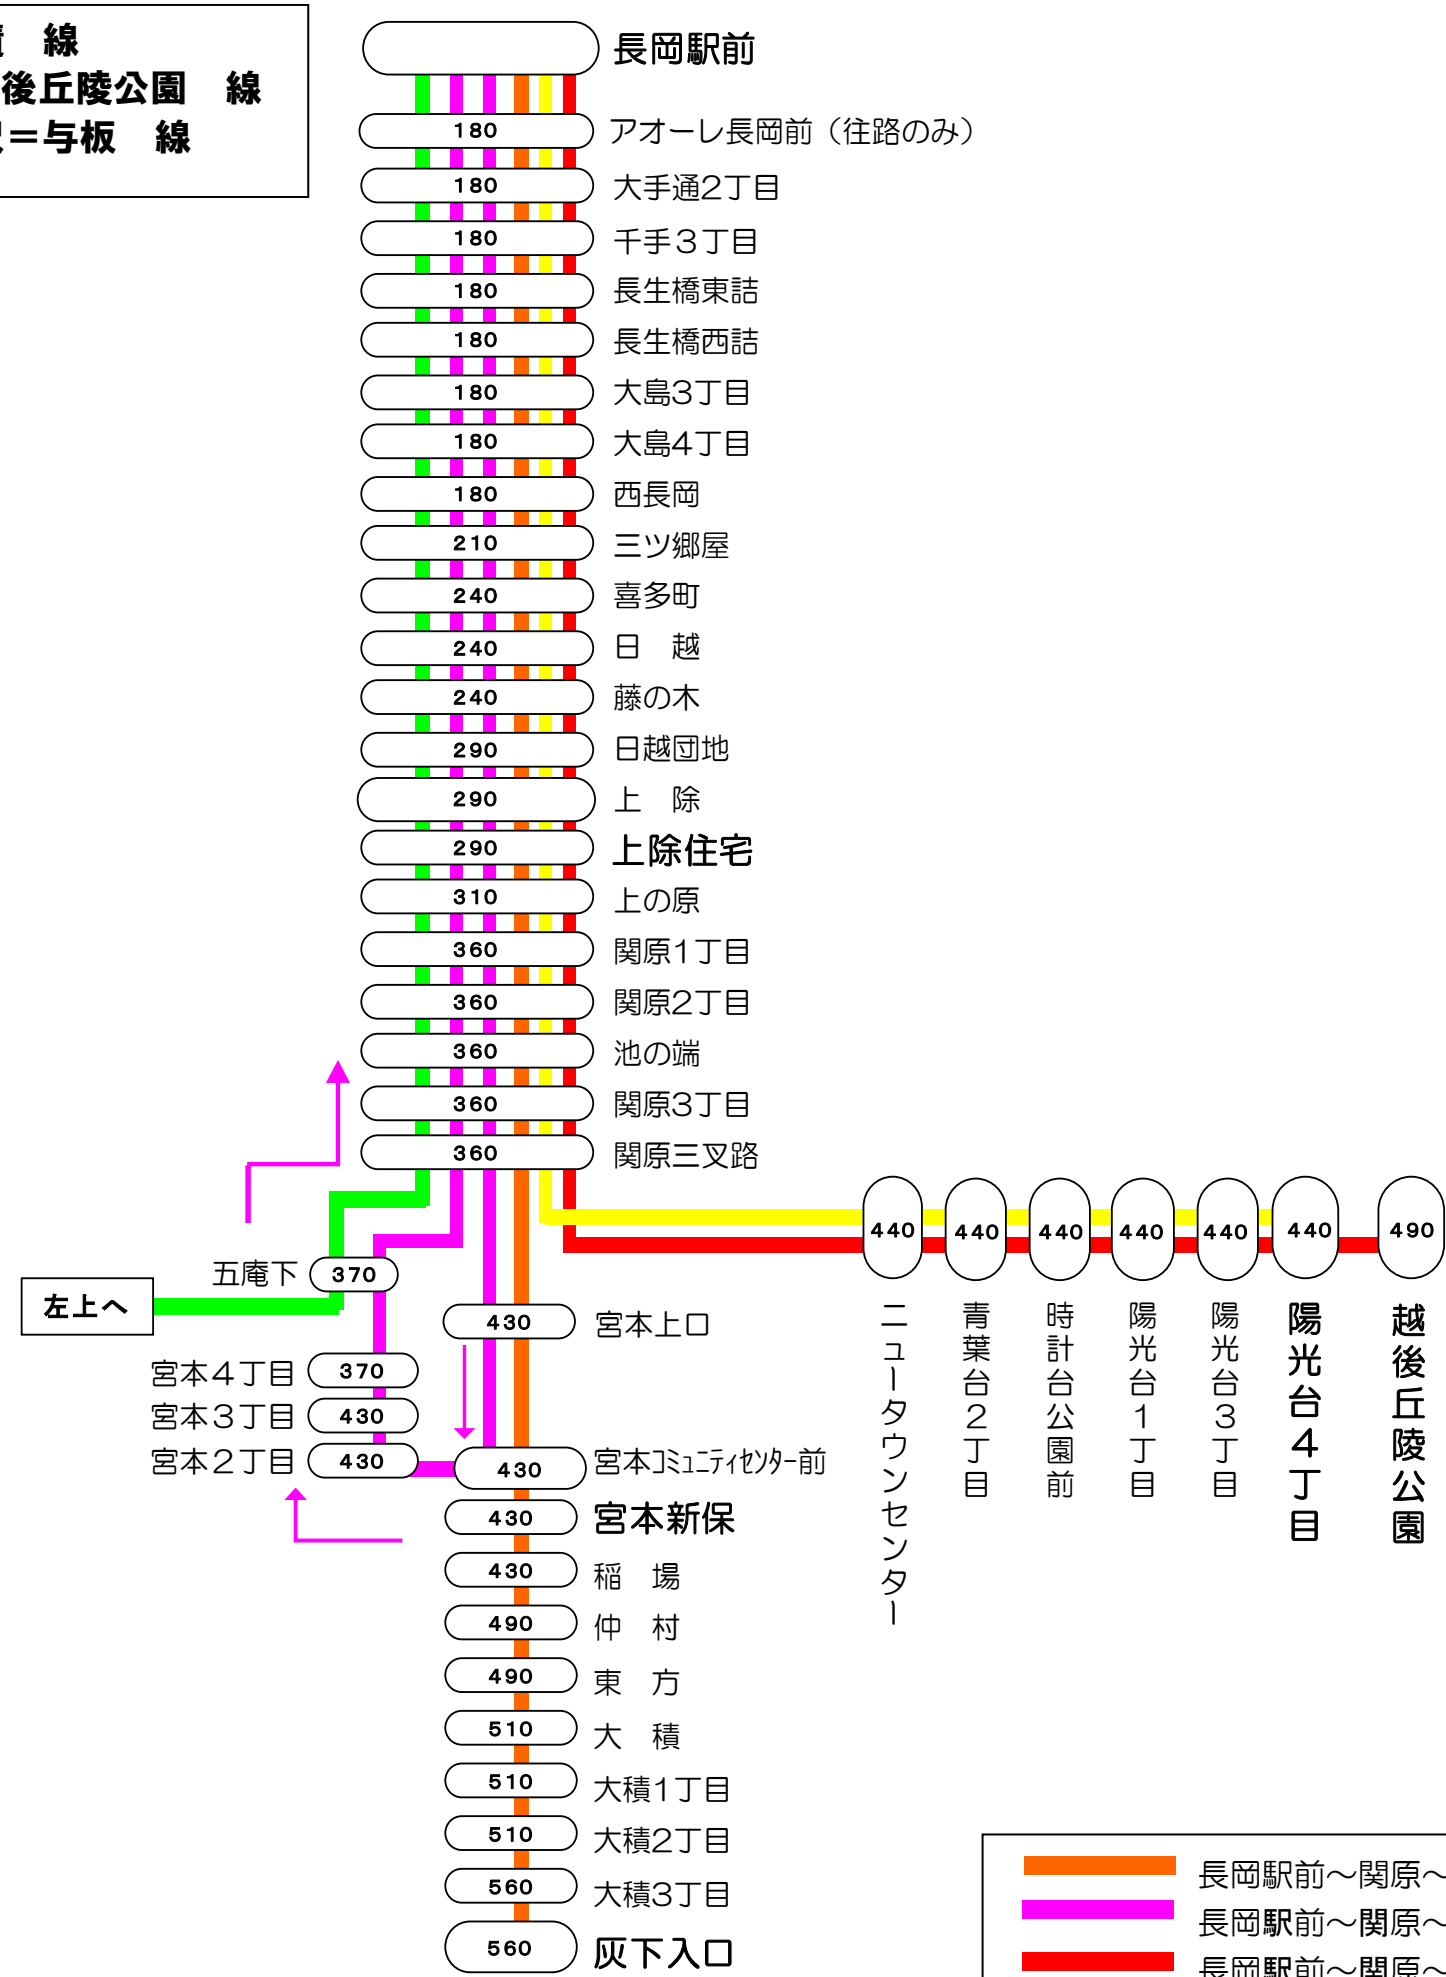 線
後丘陵公園　線
＝与板　線
長岡駅前
180 アオーレ長岡前（往路のみ）
180 大手通2丁目
180 千手３丁目
180 長生橋東詰
180 長生橋西詰
180 大島3丁目
180 大島4丁目
180 西長岡
210 三ツ郷屋
240 喜多町
240 日　越
240 藤の木
290 日越団地
290 上　除
290 上除住宅
310 上の原
360 関原1丁目
360 関原2丁目
360 池の端
360 関原3丁目
360 関原三叉路
440 ニュータウンセンター
440 青葉台２丁目
440 時計台公園前
440 陽光台１丁目
440 陽光台３丁目
440 陽光台４丁目
490 越後丘陵公園
五庵下 370
左上へ
430 宮本上口
宮本４丁目 370
宮本３丁目 430
宮本２丁目 430
430 宮本ｺﾐｭﾆﾃｨｾﾝﾀｰ前
430 宮本新保
430 稲　場
490 仲　村
490 東　方
510 大　積
510 大積1丁目
510 大積2丁目
560 大積3丁目
560 灰下入口
長岡駅前～関原～
長岡駅前～関原～
長岡駅前～関原～